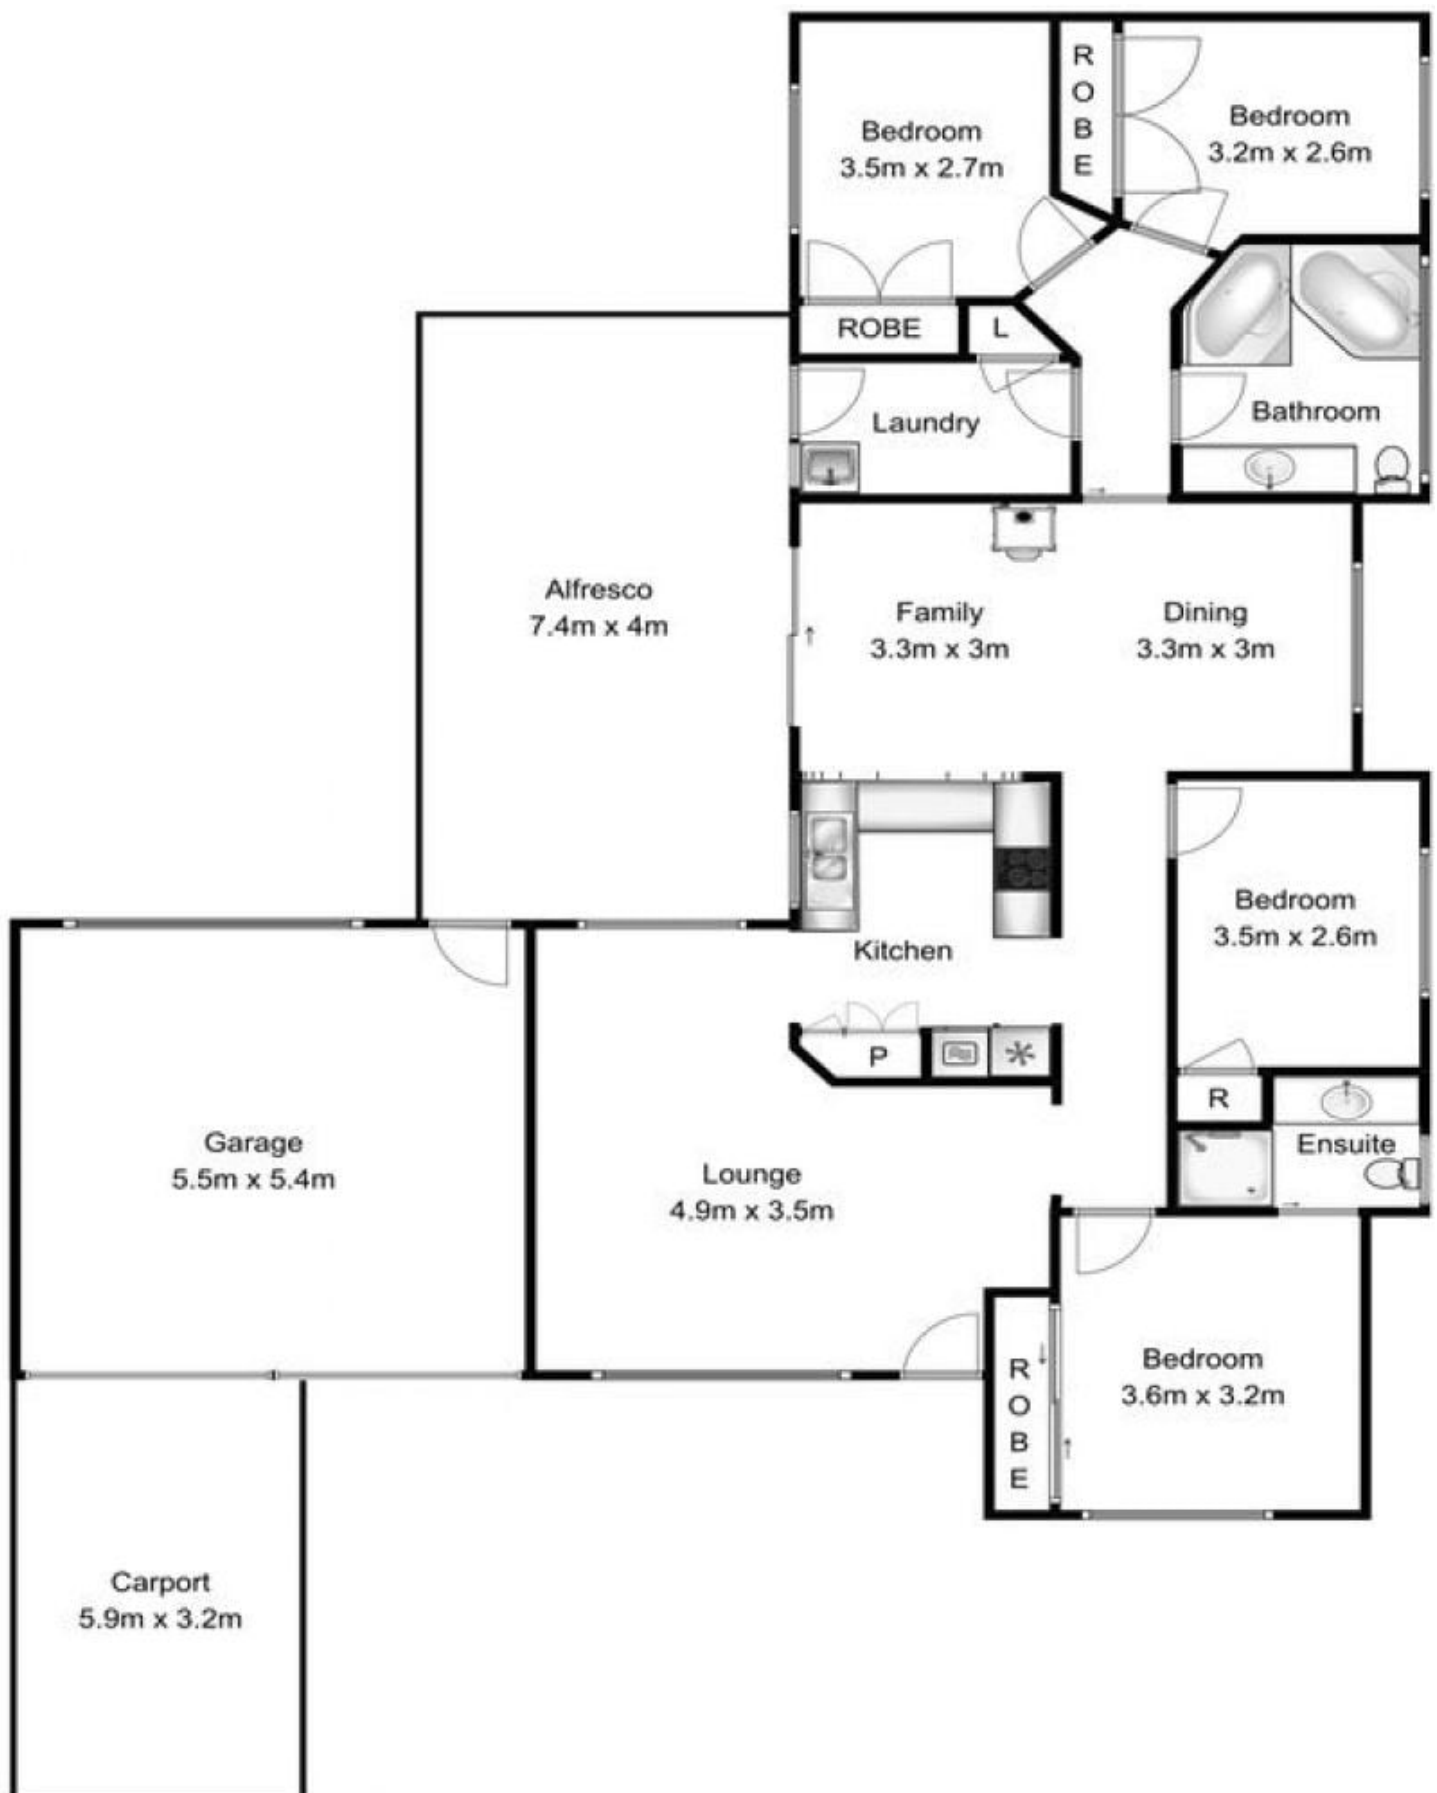 Bedroom
3.5m x 2.7m
ROBE
Bedroom
3.2m x 2.6m
ROBE
L
Laundry
Bathroom
Alfresco
7.4m x 4m
Family
3.3m x 3m
Dining
3.3m x 3m
Kitchen
Bedroom
3.5m x 2.6m
P
R
Ensuite
Garage
5.5m x 5.4m
Lounge
4.9m x 3.5m
ROBE
Bedroom
3.6m x 3.2m
Carport
5.9m x 3.2m